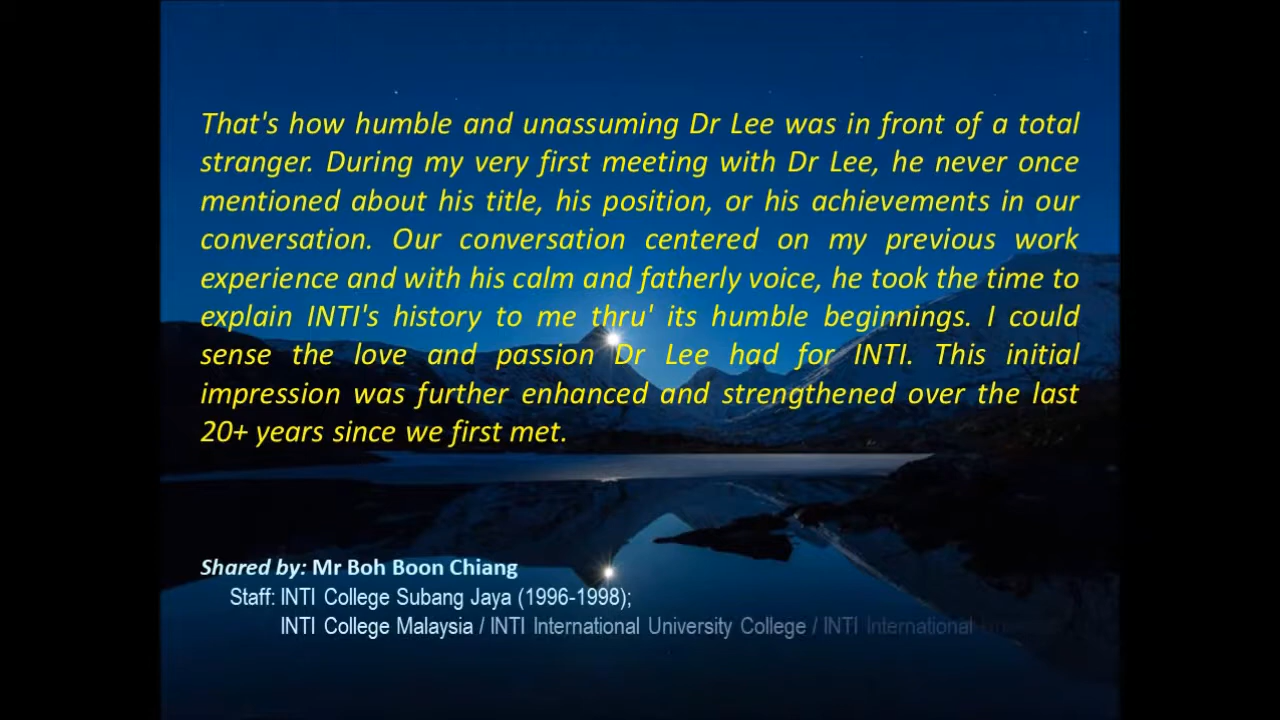 That's how humble and unassuming Dr Lee was in front of a total
stranger. During my very first meeting with Dr Lee, he never once
mentioned about his title, his position, or his achievements in our
conversation. Our conversation centered on my previous work
experience and with his calm and fatherly voice, he took the time to
explain INTI's history to me thru' its humble beginnings. I could
sense the love and passion Dr Lee had for INTI. This initial
impression was further enhanced and strengthened over the last
20+ years since we first met.
Shared by: Mr Boh Boon Chiang
Staff: INTI College Subang Jaya (1996-1998);
INTI College Malaysia / INTI International University College / INTI International